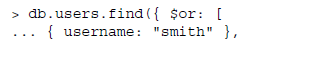 > db.users.find({ $or: [
... { username: "smith" },